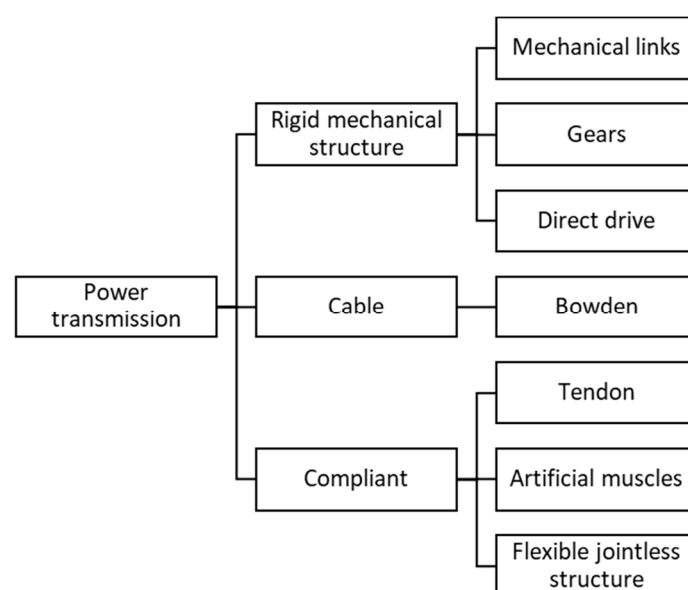 Mechanical links
Rigid mechanical
structure
Gears
Direct drive
Power
transmission
Cable
Bowden
Tendon
Compliant
Artificial muscles
Flexible jointless
structure